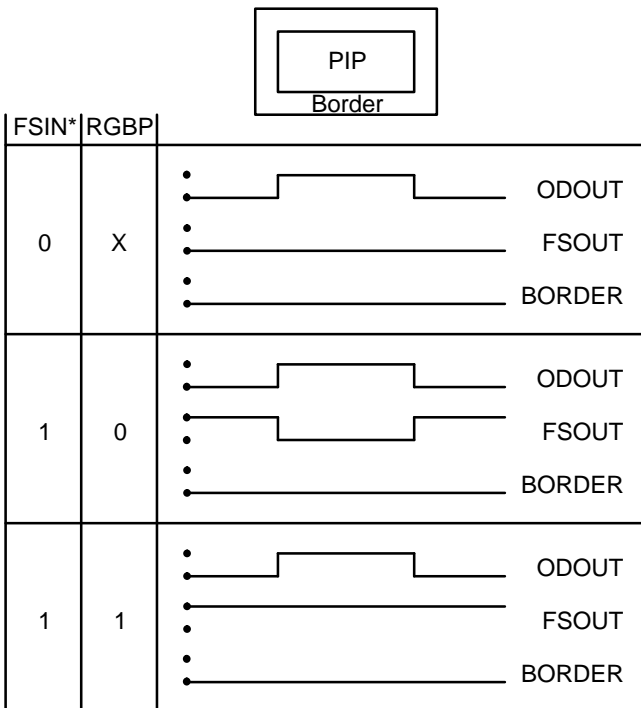 PIP
Border
FSIN* RGBP
ODOUT
0 X FSOUT
BORDER
ODOUT
1 0 FSOUT
BORDER
ODOUT
1 1 FSOUT
BORDER